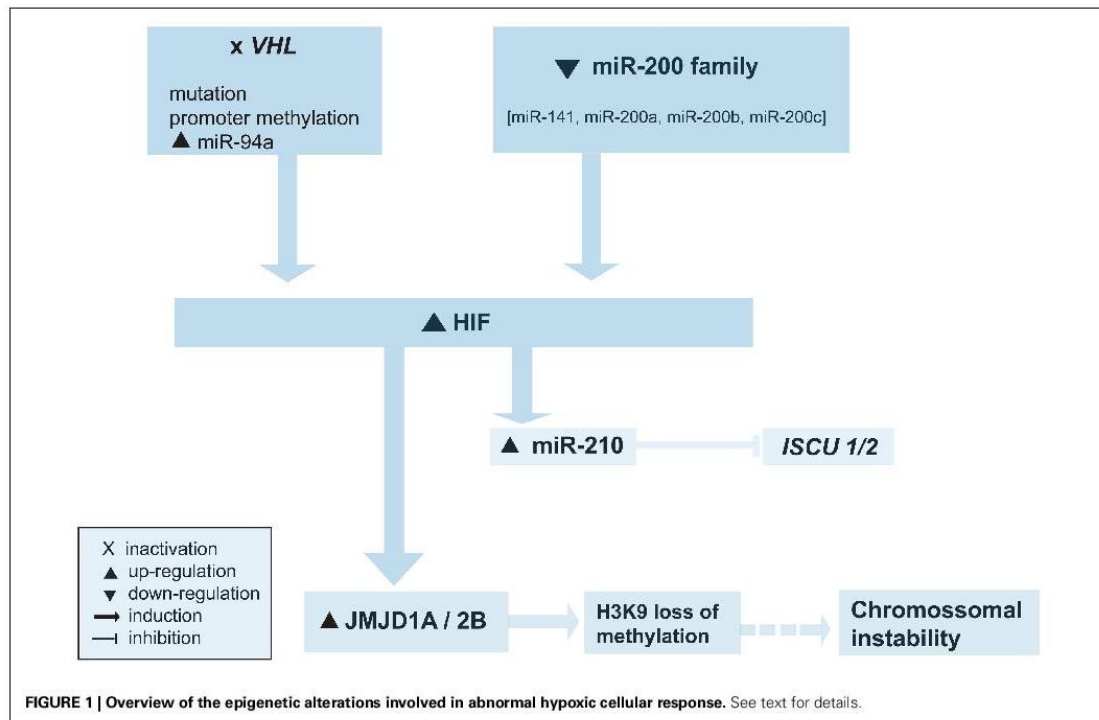 x VHL
mutation
promoter methylation
▲ miR-94a
▼ miR-200 family
[miR-141, miR-200a, miR-200b, miR-200c]
▲ HIF
▲ miR-210
ISCU 1/2
X inactivation
▲ up-regulation
▼ down-regulation
induction
inhibition
▲ JMJD1A / 2B
H3K9 loss of
methylation
Chromossomal
instability
FIGURE 1 | Overview of the epigenetic alterations involved in abnormal hypoxic cellular response. See text for details.